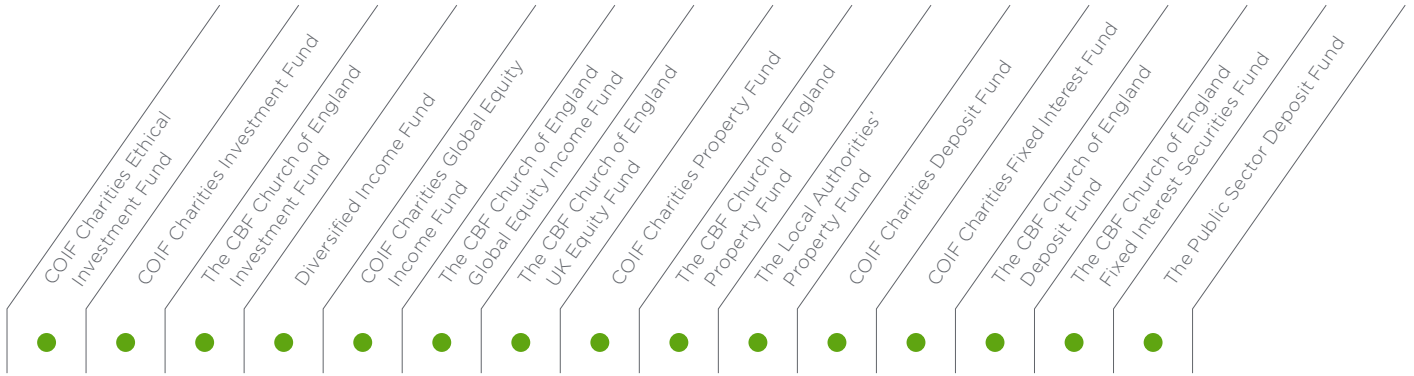 COIF Charities Ethical
Investment Fund
COIF Charities Investment Fund
The CBF Church of England
Investment Fund
Diversified Income Fund
COIF Charities Global Equity
Income Fund
The CBF Church of England
Global Equity Income Fund
The CBF Church of England
UK Equity Fund
COIF Charities Property Fund
The CBF Church of England
Property Fund
The Local Authorities’
Property Fund
COIF Charities Deposit Fund
COIF Charities Fixed Interest Fund
The CBF Church of England
Deposit Fund
The CBF Church of England
Fixed Interest Securities Fund
The Public Sector Deposit Fund